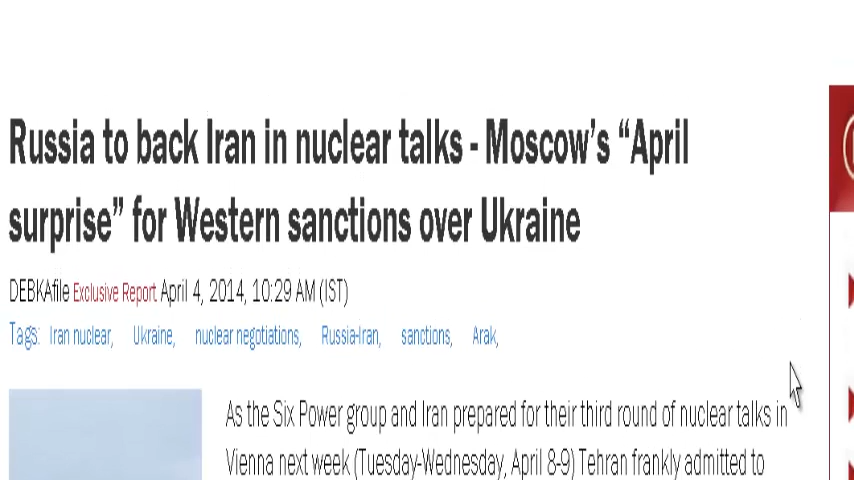 Russia to back Iran in nuclear talks - Moscow’s “April
surprise” for Western sanctions over Ukraine
DEBKAfile Exclusive Report April 4, 2014, 10:29 AM (IST)
Tags: Iran nuclear, Ukraine, nuclear negotiations, Russia-Iran, sanctions, Arak,
As the Six Power group and Iran prepared for their third round of nuclear talks in
Vienna next week (Tuesday-Wednesday, April 8-9) Tehran frankly admitted to